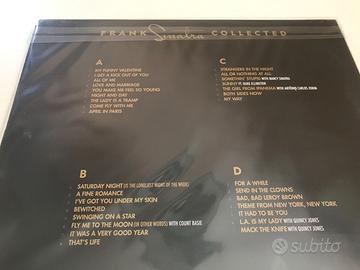 FRANK Sinatra COLLECTED
A
MY FUNNY VALENTINE
I GET A KICK OUT OF YOU
ALL OF ME
LOVE AND MARRIAGE
YOU MAKE ME FEEL SO YOUNG
NIGHT AND DAY
THE LADY IS A TRAMP
COME FLY WITH ME
APRIL IN PARIS
C
STRANGERS IN THE NIGHT
ALL OR NOTHING AT ALL
SOMETHIN' STUPID WITH NANCY SINATRA
SUNNY FT. DUKE ELLINGTON
THE GIRL FROM IPANEMA WITH ANTÔNIO CARLOS JOBIM
BOTH SIDES NOW
MY WAY
B
SATURDAY NIGHT (IS THE LONELIEST NIGHT OF THE WEEK)
A FINE ROMANCE
I'VE GOT YOU UNDER MY SKIN
BEWITCHED
SWINGING ON A STAR
FLY ME TO THE MOON (IN OTHER WORDS) WITH COUNT BASIE
IT WAS A VERY GOOD YEAR
THAT'S LIFE
D
FOR A WHILE
SEND IN THE CLOWNS
BAD, BAD LEROY BROWN
THEME FROM NEW YORK, NEW YORK
IT HAD TO BE YOU
L.A. IS MY LADY WITH QUINCY JONES
MACK THE KNIFE WITH QUINCY JONES
subito